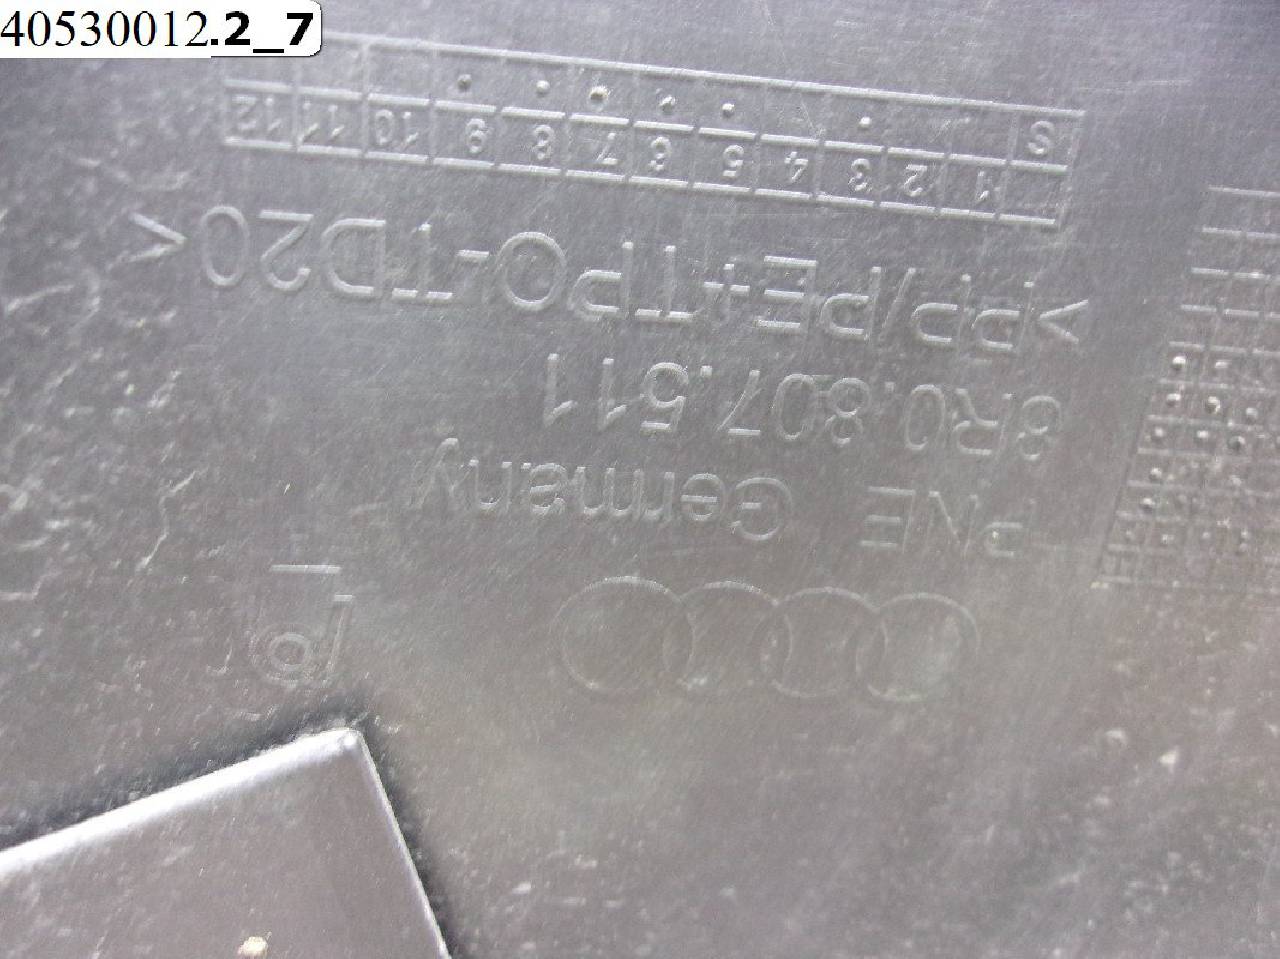 40530012.2_7
PNE Germany
8R0.807.511
>PP/PE+TPO-TD20<
1 2 3 4 5 6 7 8 9 10 11 12
S